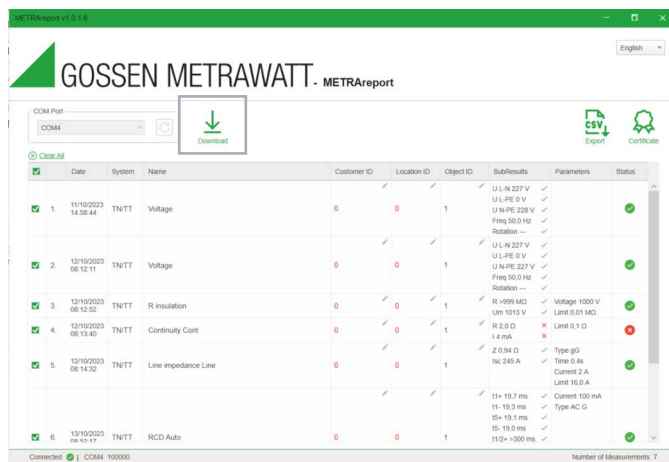 METRAreport v1.0.1.6
English
GOSSEN METRAWATT - METRAreport
COM Port
COM4
Download
Export
Certificate
Clear All
Date System Name Customer ID Location ID Object ID SubResults Parameters Status
1. 11/10/2023 14:58:44 TN/TT Voltage 0 0 1
U L-N 227 V
U L-PE 0 V
U N-PE 228 V
Freq 50,0 Hz
Rotation ---
2. 12/10/2023 08:12:11 TN/TT Voltage 0 0 1
U L-N 227 V
U L-PE 0 V
U N-PE 227 V
Freq 50,0 Hz
Rotation ---
3. 12/10/2023 08:12:52 TN/TT R insulation 0 0 1
R >999 MΩ Voltage 1000 V
Um 1013 V Limit 0,01 MΩ
4. 12/10/2023 08:13:40 TN/TT Continuity Cont 0 0 1
R 2,0 Ω Limit 0,1 Ω
I 4 mA
5. 12/10/2023 08:14:32 TN/TT Line impedance Line 0 0 1
Z 0,94 Ω Type gG
Isc 245 A Time 0.4s
Current 2 A
Limit 16,0 A
6. 13/10/2023 08:52:17 TN/TT RCD Auto 0 0 1
t1+ 19,7 ms Current 100 mA
t1- 19,3 ms Type AC G
t5+ 19,1 ms
t5- 19,0 ms
t1/2+ >300 ms
Connected | COM4 100000
Number of Measurements: 7